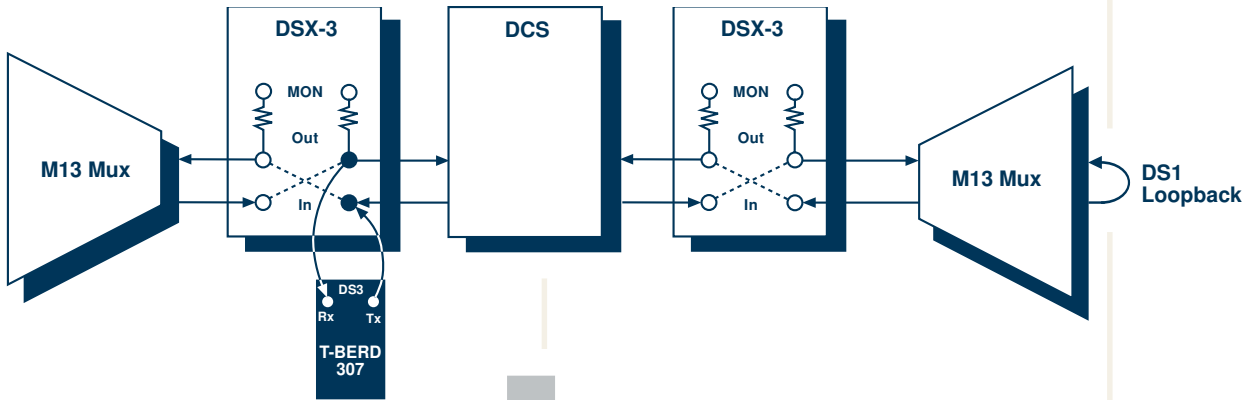 DSX-3
DCS
DSX-3
MON
MON
Out
Out
M13 Mux
M13 Mux
DS1
Loopback
In
In
DS3
Rx
Tx
T-BERD
307